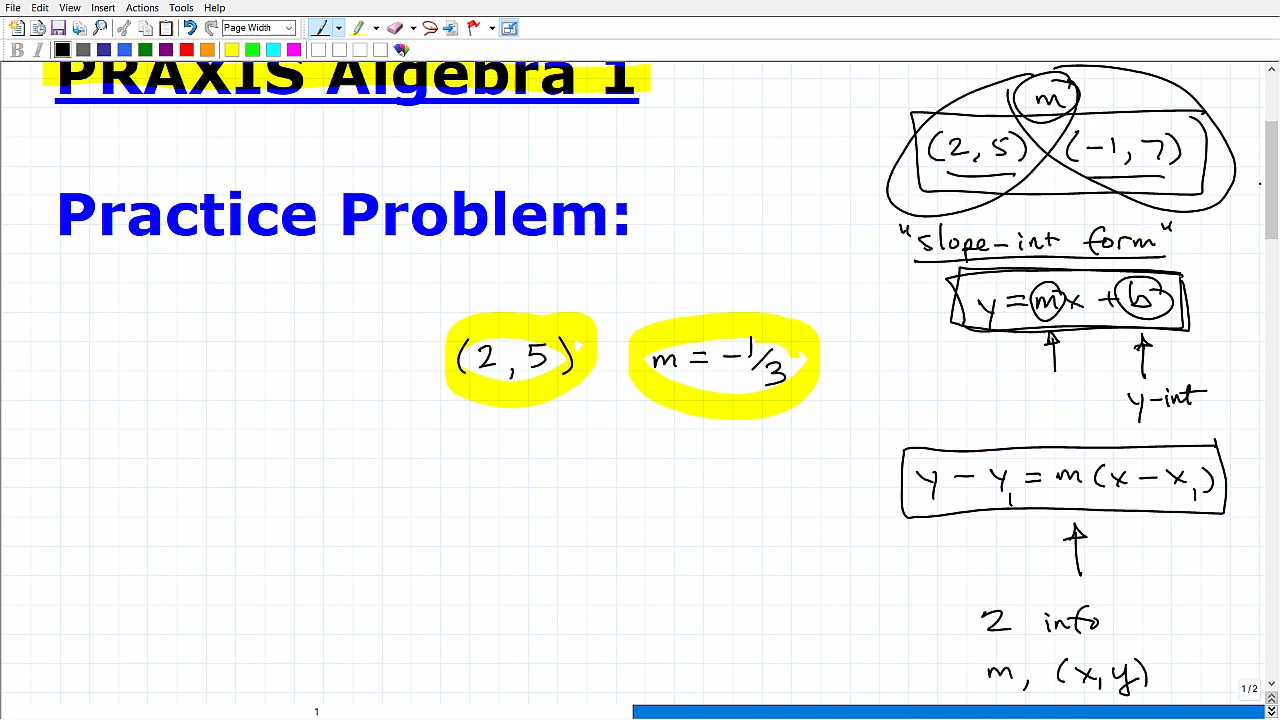 File Edit View Insert Actions Tools Help
Page Width
B I
PRAXIS Algebra 1
Practice Problem:
(2, 5) m = -1/3
m
(2, 5) (-1, 7)
"slope-int form"
y = mx + b
y-int
y - y₁ = m(x - x₁)
2 info
m, (x, y)
1/2
1